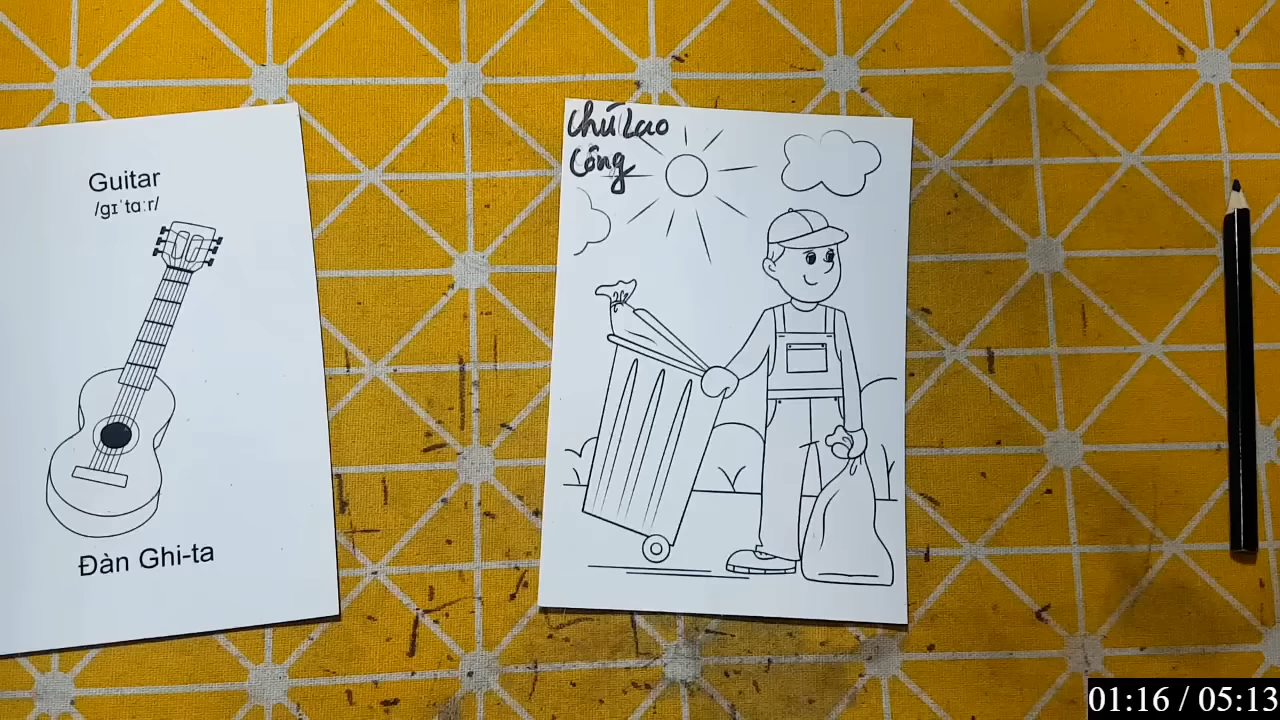 Guitar
/gɪˈtɑːr/
Đàn Ghi-ta
Chú Lao
Công
01:16 / 05:13